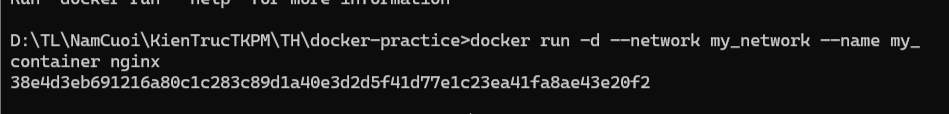 Run 'docker run --help' for more information

D:\TL\NamCuoi\KienTrucTKPM\TH\docker-practice>docker run -d --network my_network --name my_
container nginx
38e4d3eb691216a80c1c283c89d1a40e3d2d5f41d77e1c23ea41fa8ae43e20f2